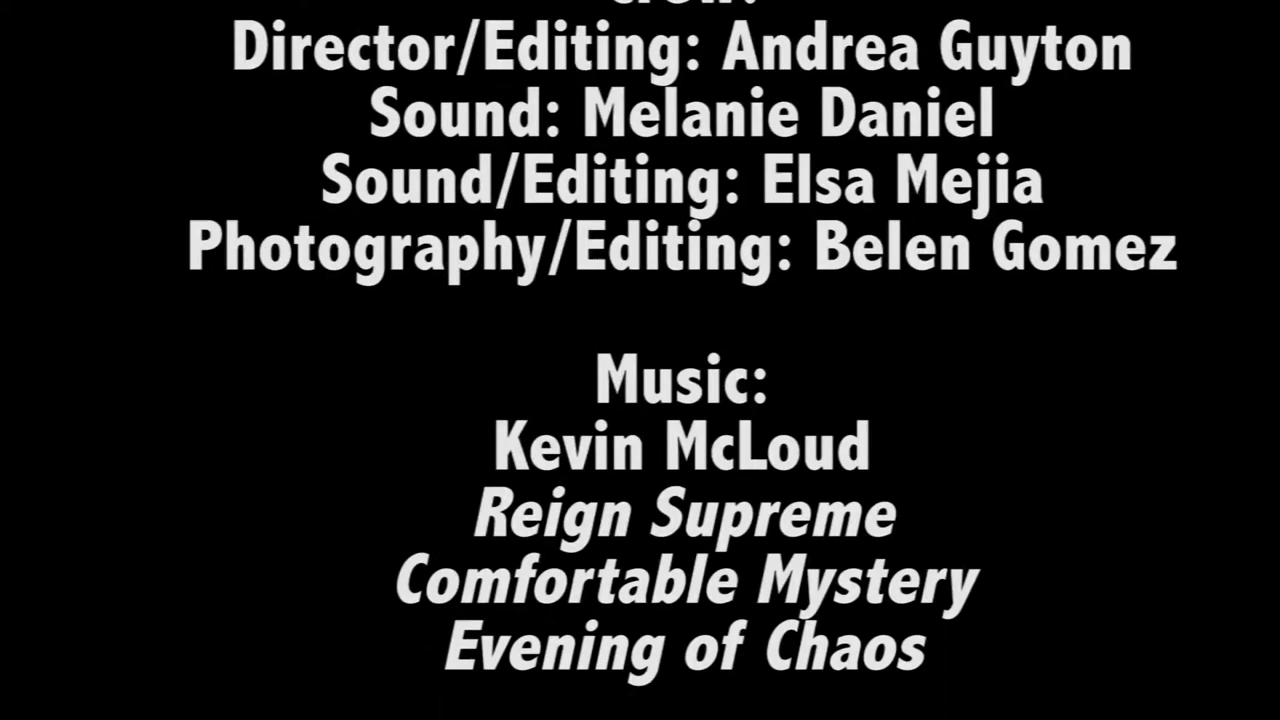 Director/Editing: Andrea Guyton
Sound: Melanie Daniel
Sound/Editing: Elsa Mejia
Photography/Editing: Belen Gomez
Music:
Kevin McLoud
Reign Supreme
Comfortable Mystery
Evening of Chaos